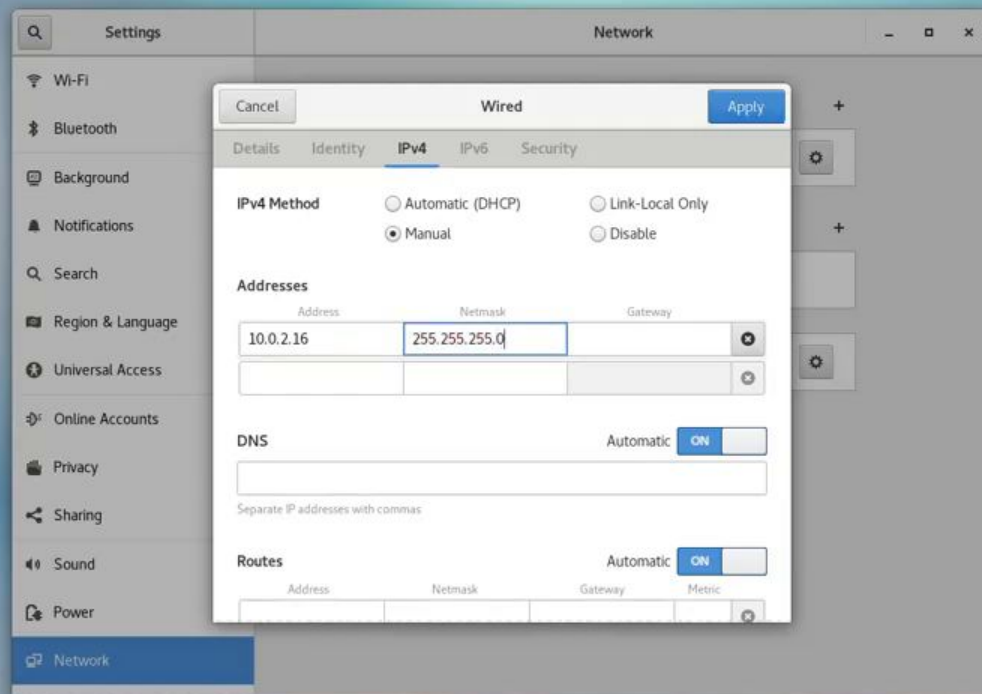 Settings
Network
Wi-Fi
Bluetooth
Background
Notifications
Search
Region & Language
Universal Access
Online Accounts
Privacy
Sharing
Sound
Power
Network
Cancel
Wired
Apply
Details Identity IPv4 IPv6 Security
IPv4 Method
Automatic (DHCP) Link-Local Only
Manual Disable
Addresses
Address Netmask Gateway
10.0.2.16 255.255.255.0
DNS Automatic ON
Separate IP addresses with commas
Routes Automatic ON
Address Netmask Gateway Metric